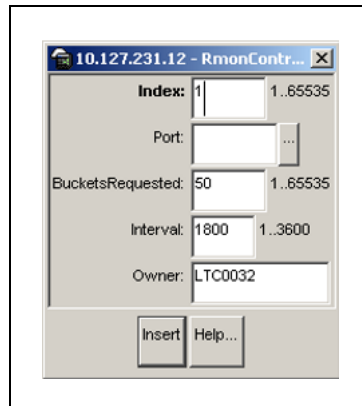 10.127.231.12 - RmonContr...
Index: 1 1..65535
Port: ...
BucketsRequested: 50 1..65535
Interval: 1800 1..3600
Owner: LTC0032
Insert Help...